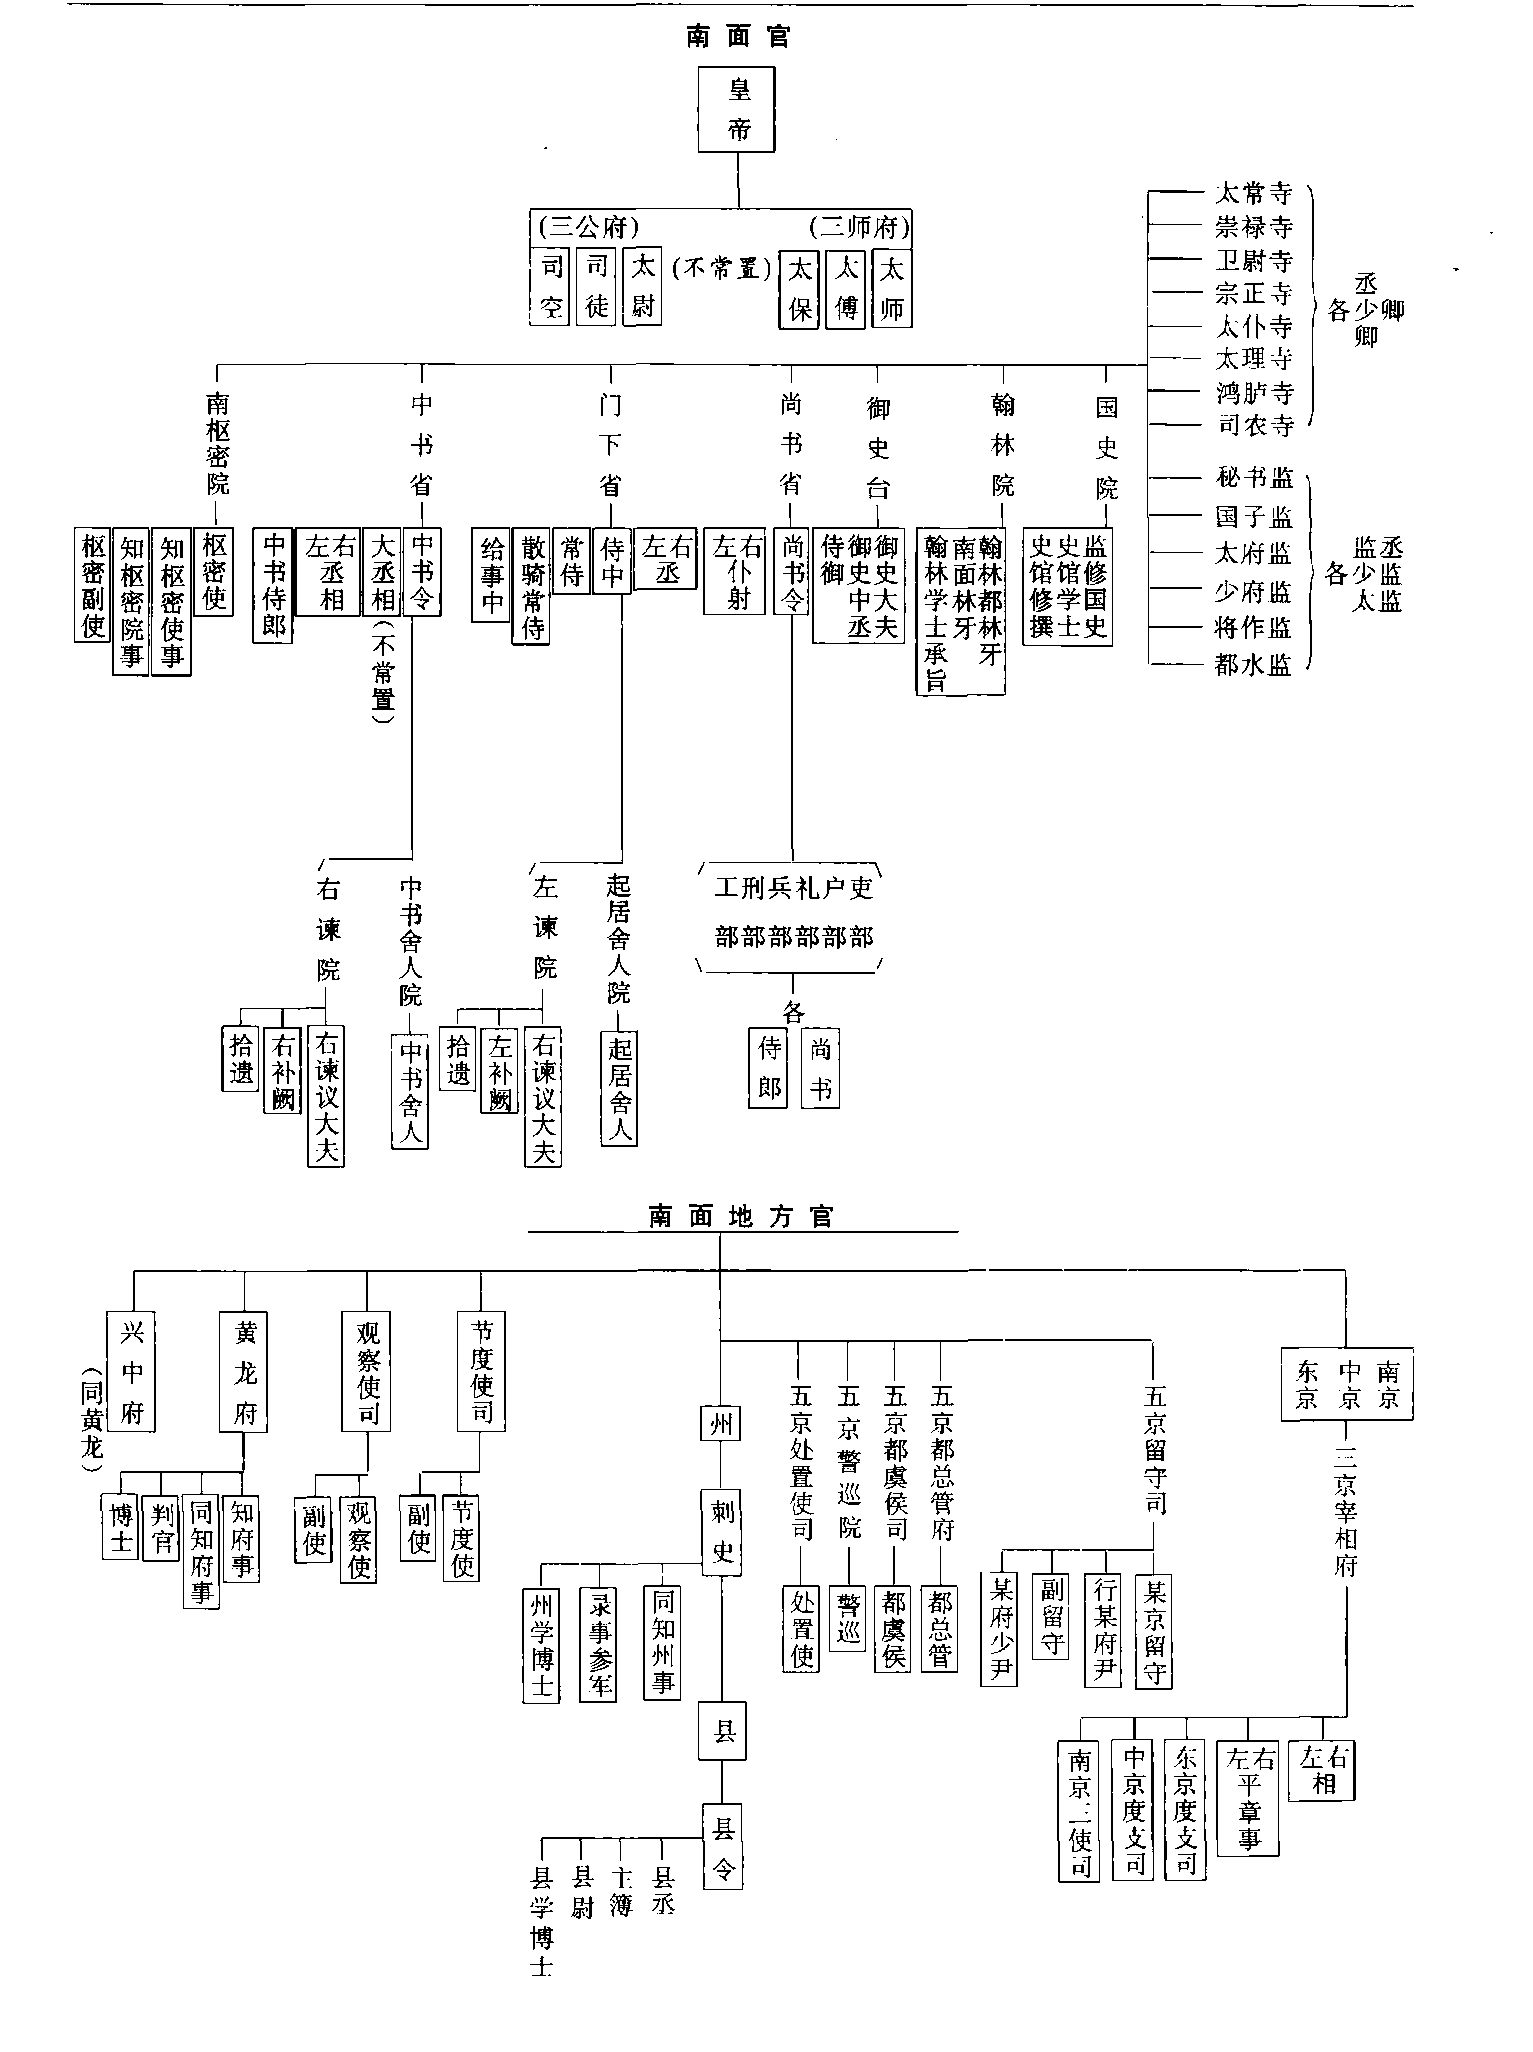 南面官
皇帝
(三公府)
(三师府)
司空
司徒
太尉
(不常置)
太保
太傅
太师
太常寺
崇禄寺
卫尉寺
宗正寺
太仆寺
太理寺
鸿胪寺
司农寺
各
丞少卿
卿
秘书监
国子监
太府监
少府监
将作监
都水监
各
监少太
丞监监
南枢密院
中书省
门下省
尚书省
御史台
翰林院
国史院
枢密副使
知枢密院事
知枢密使事
枢密使
中书侍郎
左右丞相
大丞相(不常置)
中书令
给事中
散骑常侍
常侍
侍中
左右丞
左右仆射
尚书令
侍御
御史中丞
御史大夫
翰林学士承旨
南面林牙
翰林都林牙
史馆修撰
史馆学士
监修国史
右谏院
中书舍人院
左谏院
起居舍人院
工部
刑部
兵部
礼部
户部
吏部
各
侍郎
尚书
拾遗
右补阙
右谏议大夫
中书舍人
拾遗
左补阙
右谏议大夫
起居舍人
南面地方官
兴中府
(同黄龙)
黄龙府
观察使司
节度使司
州
五京处置使司
五京警巡院
五京都虞侯司
五京都总管府
五京留守司
东京
中京
南京
三京宰相府
博士
判官
同知府事
知府事
副使
观察使
副使
节度使
刺史
州学博士
录事参军
同知州事
处置使
警巡
都虞侯
都总管
某府少尹
副留守
行某府尹
某京留守
县
县令
县学博士
县尉
主簿
县丞
南京三使司
中京度支司
东京度支司
左右平章事
左右相